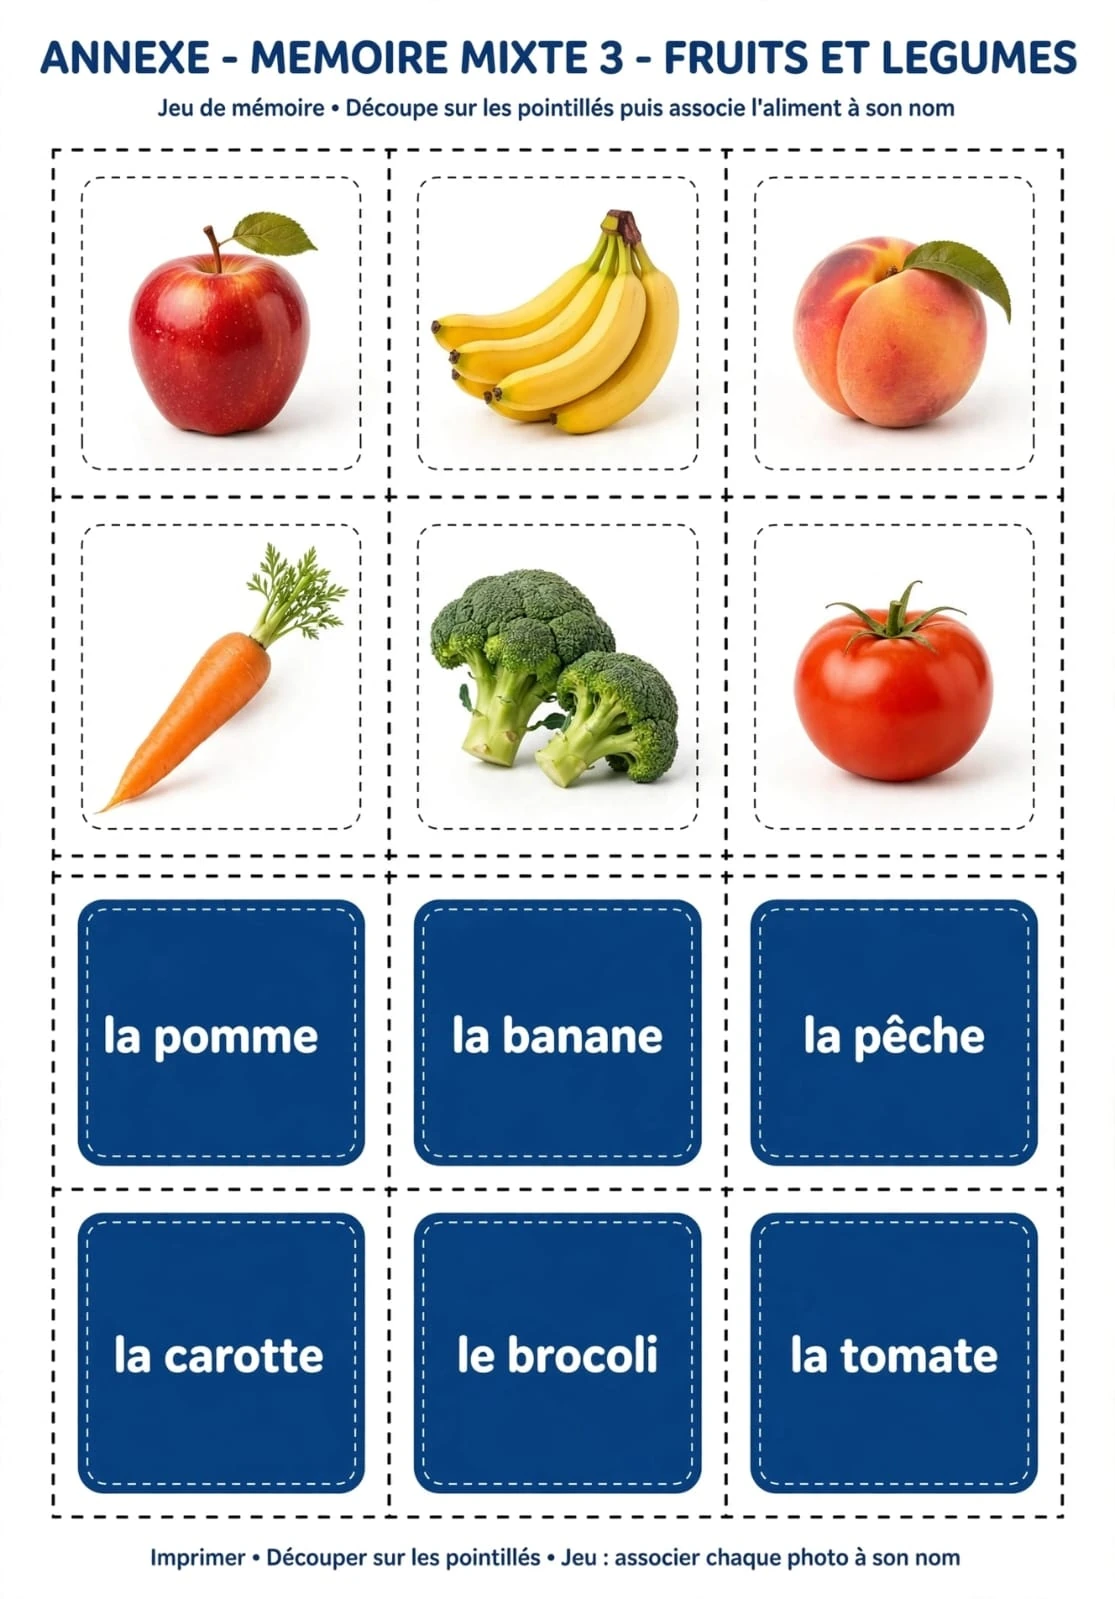 ANNEXE - MEMOIRE MIXTE 3 - FRUITS ET LEGUMES
Jeu de mémoire • Découpe sur les pointillés puis associe l'aliment à son nom
la pomme
la banane
la pêche
la carotte
le brocoli
la tomate
Imprimer • Découper sur les pointillés • Jeu : associer chaque photo à son nom